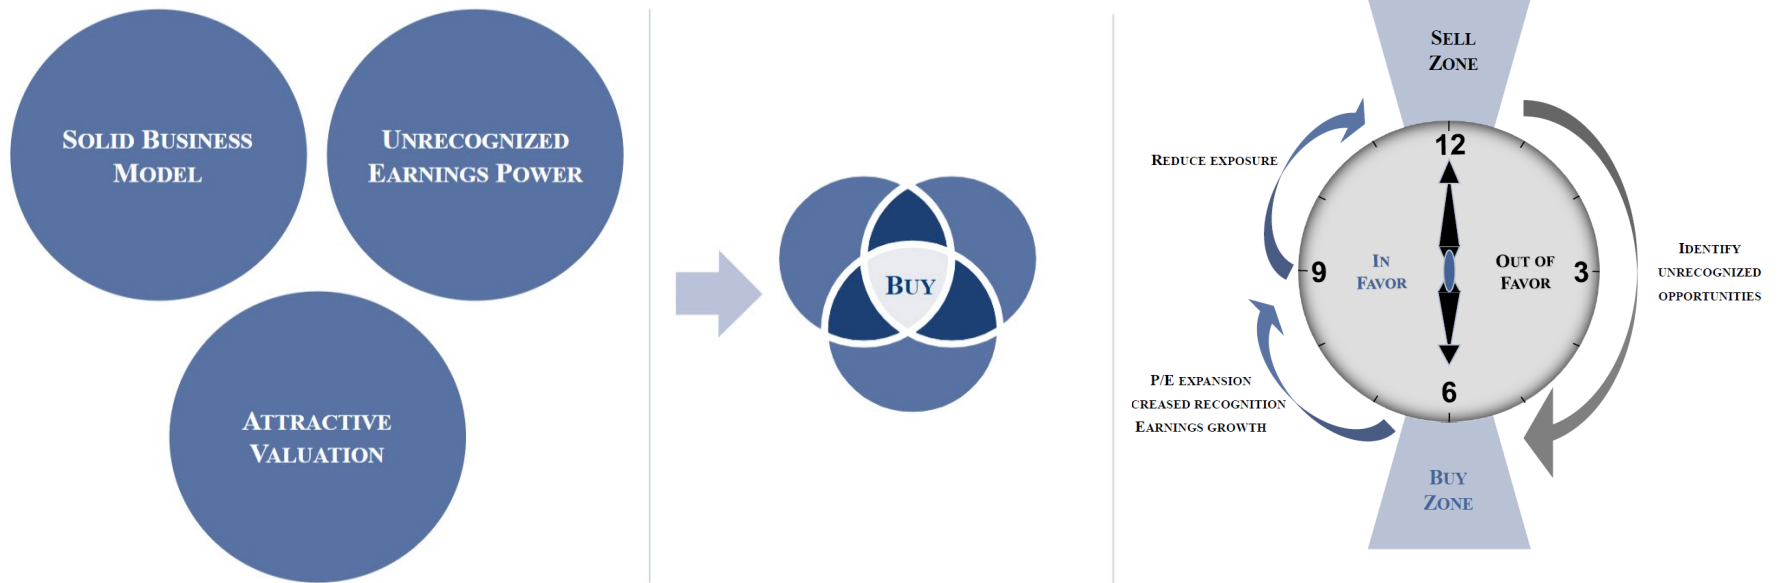 SOLID BUSINESS
MODEL
UNRECOGNIZED
EARNINGS POWER
ATTRACTIVE
VALUATION
BUY
SELL
ZONE
12
REDUCE EXPOSURE
9
IN
FAVOR
OUT OF
FAVOR
3
IDENTIFY
UNRECOGNIZED
OPPORTUNITIES
P/E EXPANSION
CREASED RECOGNITION
EARNINGS GROWTH
6
BUY
ZONE